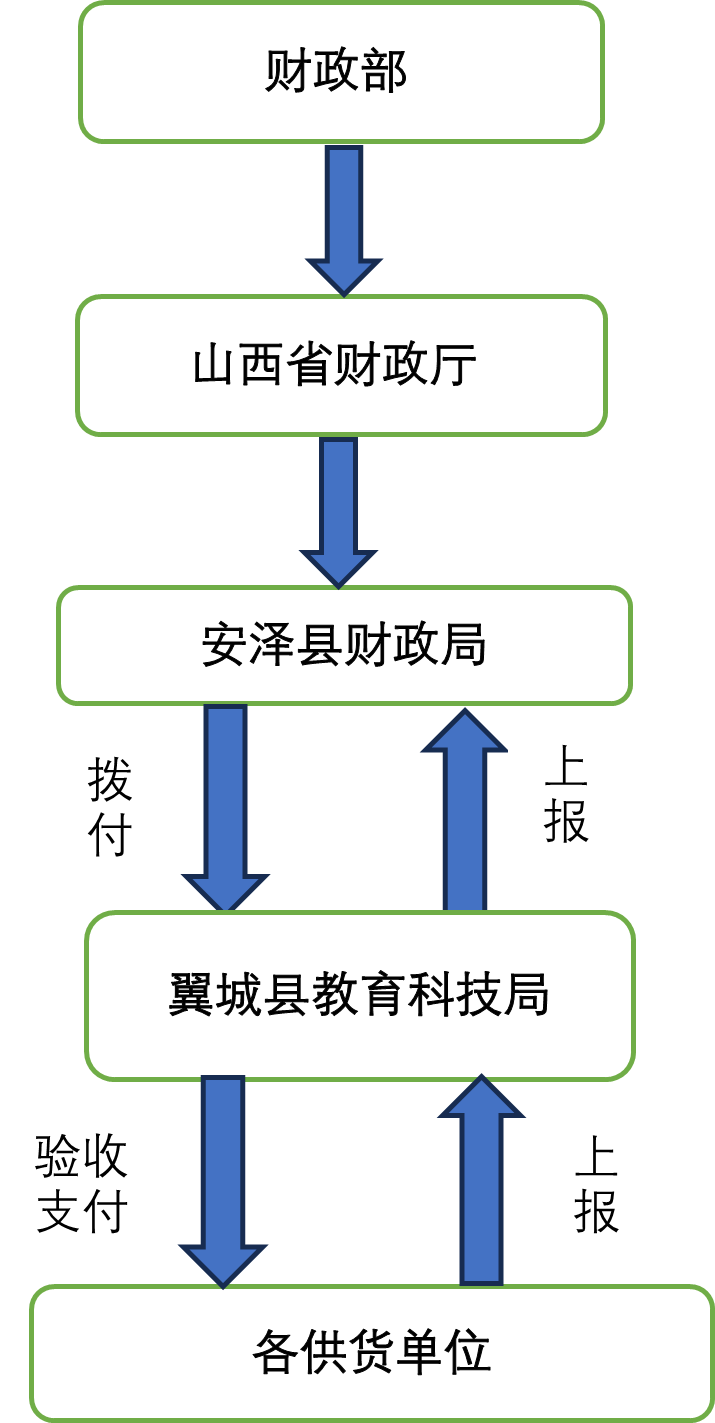 财政部
山西省财政厅
安泽县财政局
拨
付
上
报
翼城县教育科技局
验收
支付
上
报
各供货单位